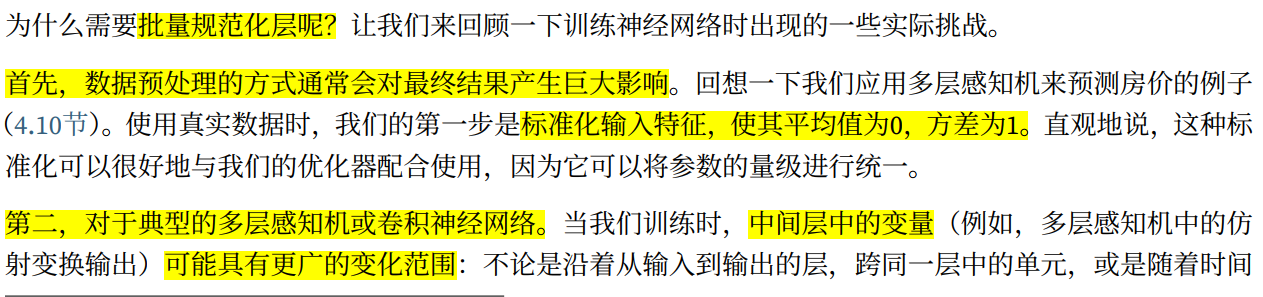 为什么需要批量规范化层呢？让我们来回顾一下训练神经网络时出现的一些实际挑战。
首先，数据预处理的方式通常会对最终结果产生巨大影响。回想一下我们应用多层感知机来预测房价的例子
（4.10节）。使用真实数据时，我们的第一步是标准化输入特征，使其平均值为0，方差为1。直观地说，这种标
准化可以很好地与我们的优化器配合使用，因为它可以将参数的量级进行统一。
第二，对于典型的多层感知机或卷积神经网络。当我们训练时，中间层中的变量（例如，多层感知机中的仿
射变换输出）可能具有更广的变化范围：不论是沿着从输入到输出的层，跨同一层中的单元，或是随着时间